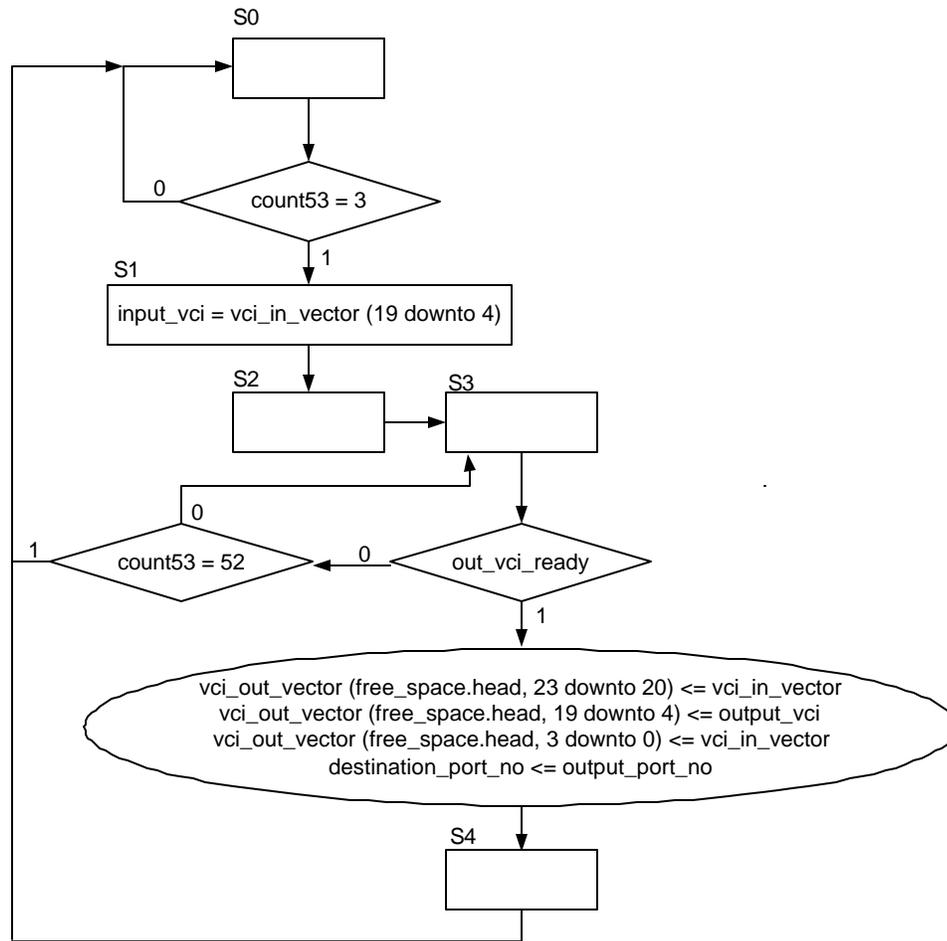 S0
0
count53 = 3
1
S1
input_vci = vci_in_vector (19 downto 4)
S2
S3
0
1
count53 = 52
0
out_vci_ready
1
vci_out_vector (free_space.head, 23 downto 20) <= vci_in_vector
vci_out_vector (free_space.head, 19 downto 4) <= output_vci
vci_out_vector (free_space.head, 3 downto 0) <= vci_in_vector
destination_port_no <= output_port_no
S4